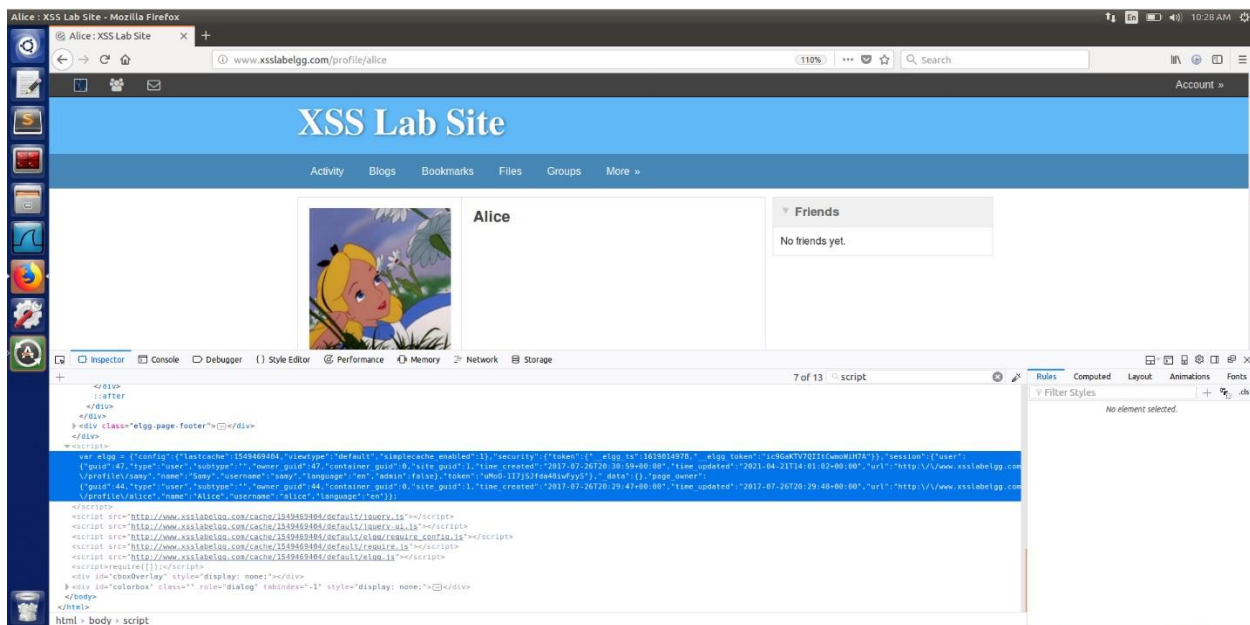 Alice : XSS Lab Site - Mozilla Firefox
En 10:28 AM
Alice : XSS Lab Site × +
www.xsslabelgg.com/profile/alice 110% Search
Account »
XSS Lab Site
Activity Blogs Bookmarks Files Groups More »
Alice
Friends
No friends yet.
Inspector Console Debugger {} Style Editor Performance Memory Network Storage
+ 7 of 13 script
Rules Computed Layout Animations Fonts
Filter Styles + .cls
No element selected.
</div>
::after
</div>
</div>
<div class="elgg-page-footer"></div>
</div>
<script>
var elgg = {"config":{"lastcache":1549469404,"viewtype":"default","simplecache_enabled":1},"security":{"token":{"__elgg_ts":1619014978,"__elgg_token":
{"guid":47,"type":"user","subtype":"","owner_guid":47,"container_guid":0,"site_guid":1,"time_created":"2017-07-26T20:30:59+00:00","time_updated":"2021-04-21T14:01:02+00:00","url":"http:\/\/www.xsslabelgg.com
\/profile\/samy","name":"Samy","username":"samy","language":"en","admin":false},"_data":{},"page_owner":
{"guid":44,"type":"user","subtype":"","owner_guid":44,"container_guid":0,"site_guid":1,"time_created":"2017-07-26T20:29:47+00:00","time_updated":"2017-07-26T20:29:48+00:00","url":"http:\/\/www.xsslabelgg.com
\/profile\/alice","name":"Alice","username":"alice","language":"en"}};
</script>
<script src="http://www.xsslabelgg.com/cache/1549469404/default/jquery.js"></script>
<script src="http://www.xsslabelgg.com/cache/1549469404/default/jquery-ui.js"></script>
<script src="http://www.xsslabelgg.com/cache/1549469404/default/elgg/require_config.js"></script>
<script src="http://www.xsslabelgg.com/cache/1549469404/default/require.js"></script>
<script src="http://www.xsslabelgg.com/cache/1549469404/default/elgg.js"></script>
<script>require([]);</script>
<div id="cboxOverlay" style="display: none;"></div>
<div id="colorbox" class="" role="dialog" tabindex="-1" style="display: none;"></div>
</body>
</html>
html > body > script